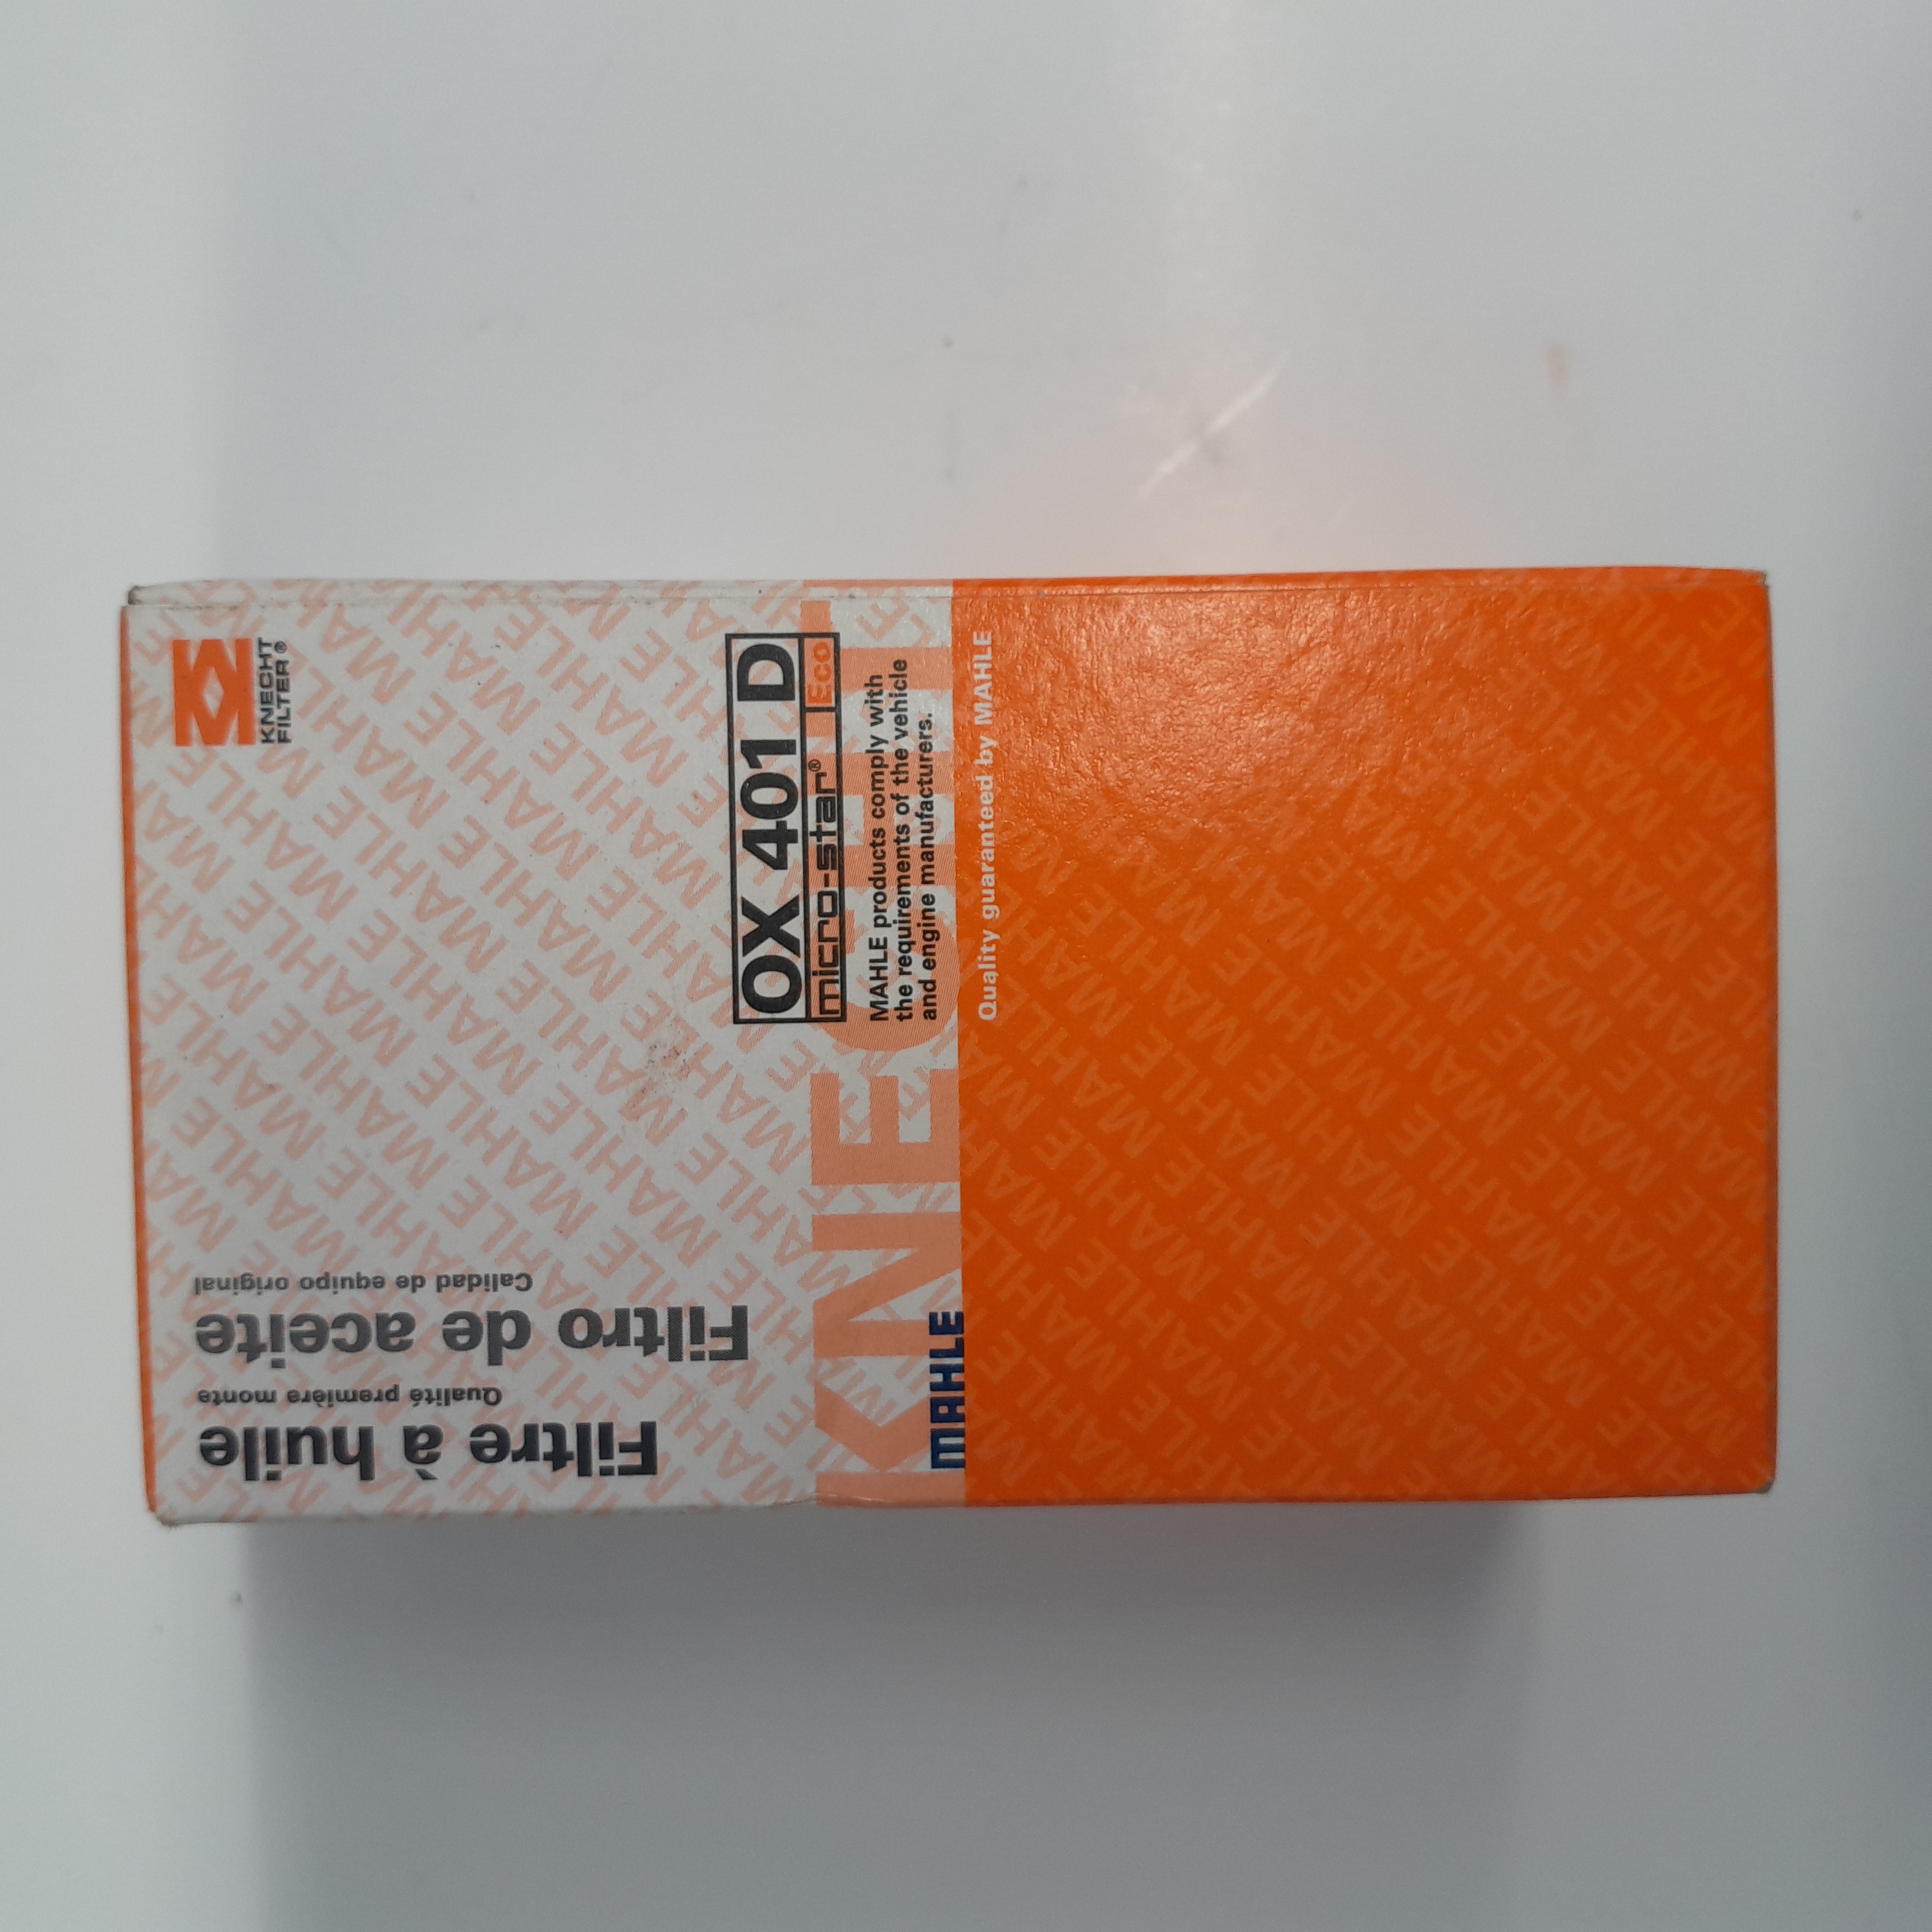 KNECHT
FILTER®
OX 401 D
micro-star® Eco
MAHLE products comply with
the requirements of the vehicle
and engine manufacturers.
KNECHT
MAHLE
Quality guaranteed by MAHLE
Filtre à huile
Qualité première monte
Filtro de aceite
Calidad de equipo original